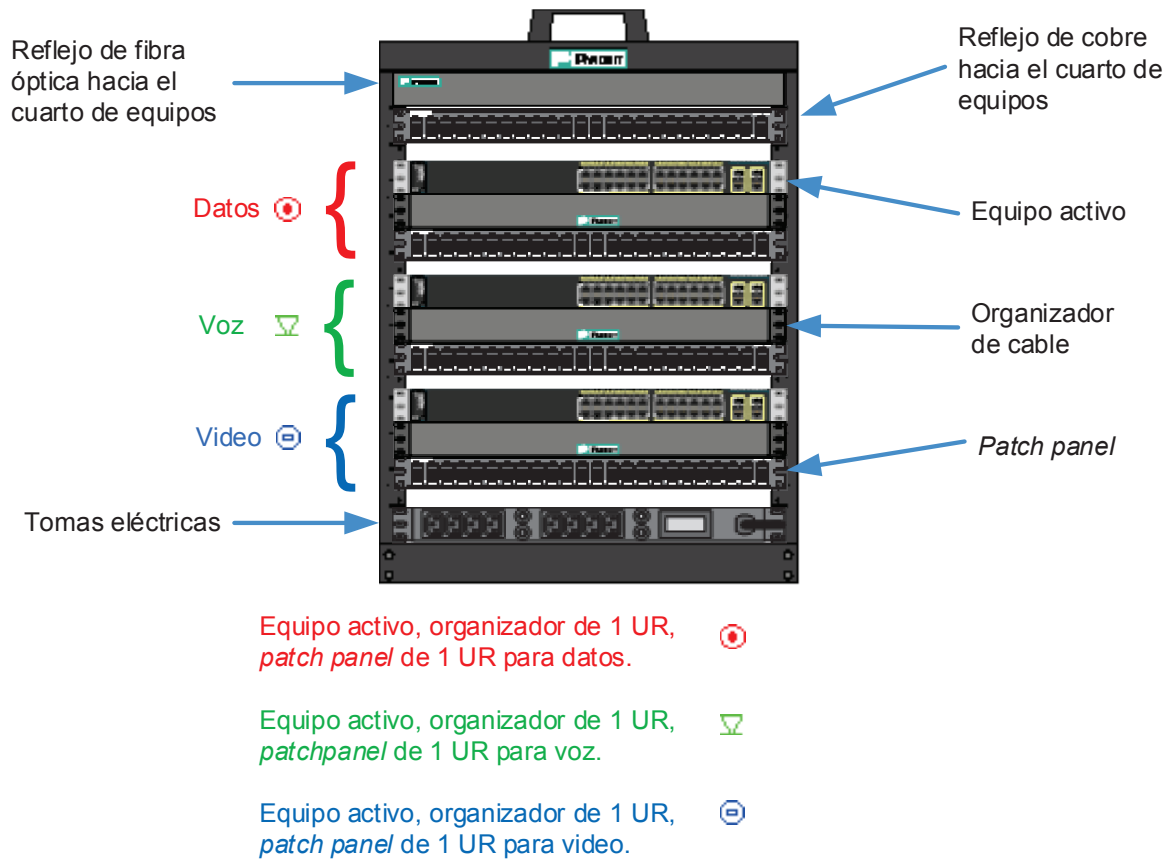 Reflejo de fibra
óptica hacia el
cuarto de equipos
Reflejo de cobre
hacia el cuarto de
equipos
PANDUIT
Datos
Equipo activo
Voz
Organizador
de cable
Video
Patch panel
Tomas eléctricas
Equipo activo, organizador de 1 UR,
patch panel de 1 UR para datos.
Equipo activo, organizador de 1 UR,
patchpanel de 1 UR para voz.
Equipo activo, organizador de 1 UR,
patch panel de 1 UR para video.